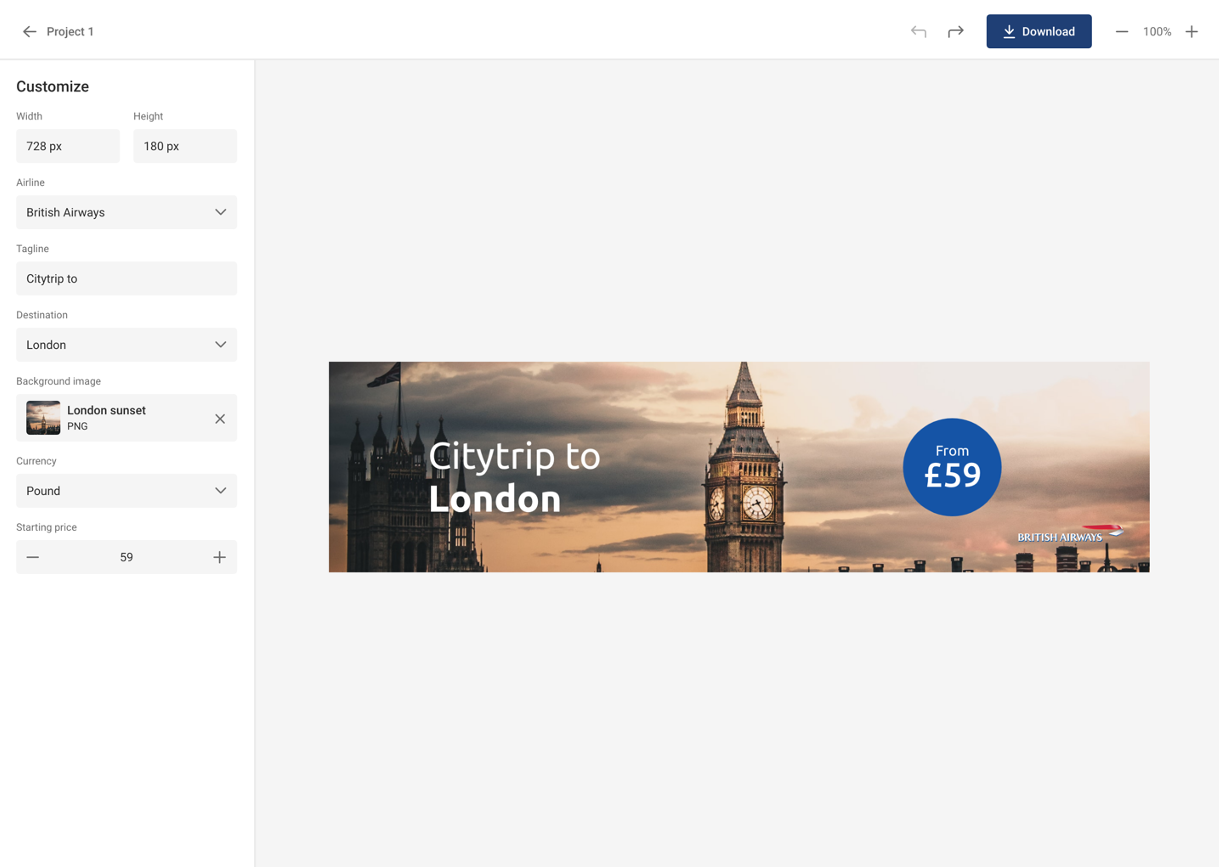 Project 1
Download
100%
Customize
Width
Height
728 px
180 px
Airline
British Airways
Tagline
Citytrip to
Destination
London
Background image
London sunset
PNG
Currency
Pound
Starting price
59
Citytrip to
London
From
£59
BRITISH AIRWAYS